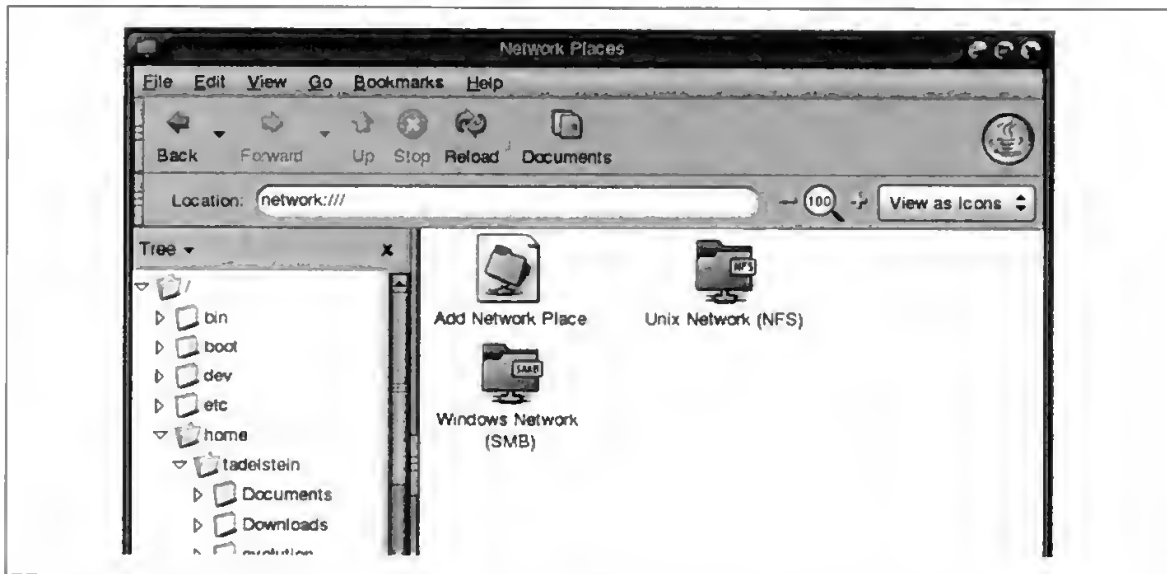 Network Places
File Edit View Go Bookmarks Help
Back Forward Up Stop Reload Documents
Location: network:/// 100 View as Icons
Tree x
/
bin
boot
dev
etc
home
tadelstein
Documents
Downloads
evolution
NFS
Add Network Place Unix Network (NFS)
Windows Network
(SMB)